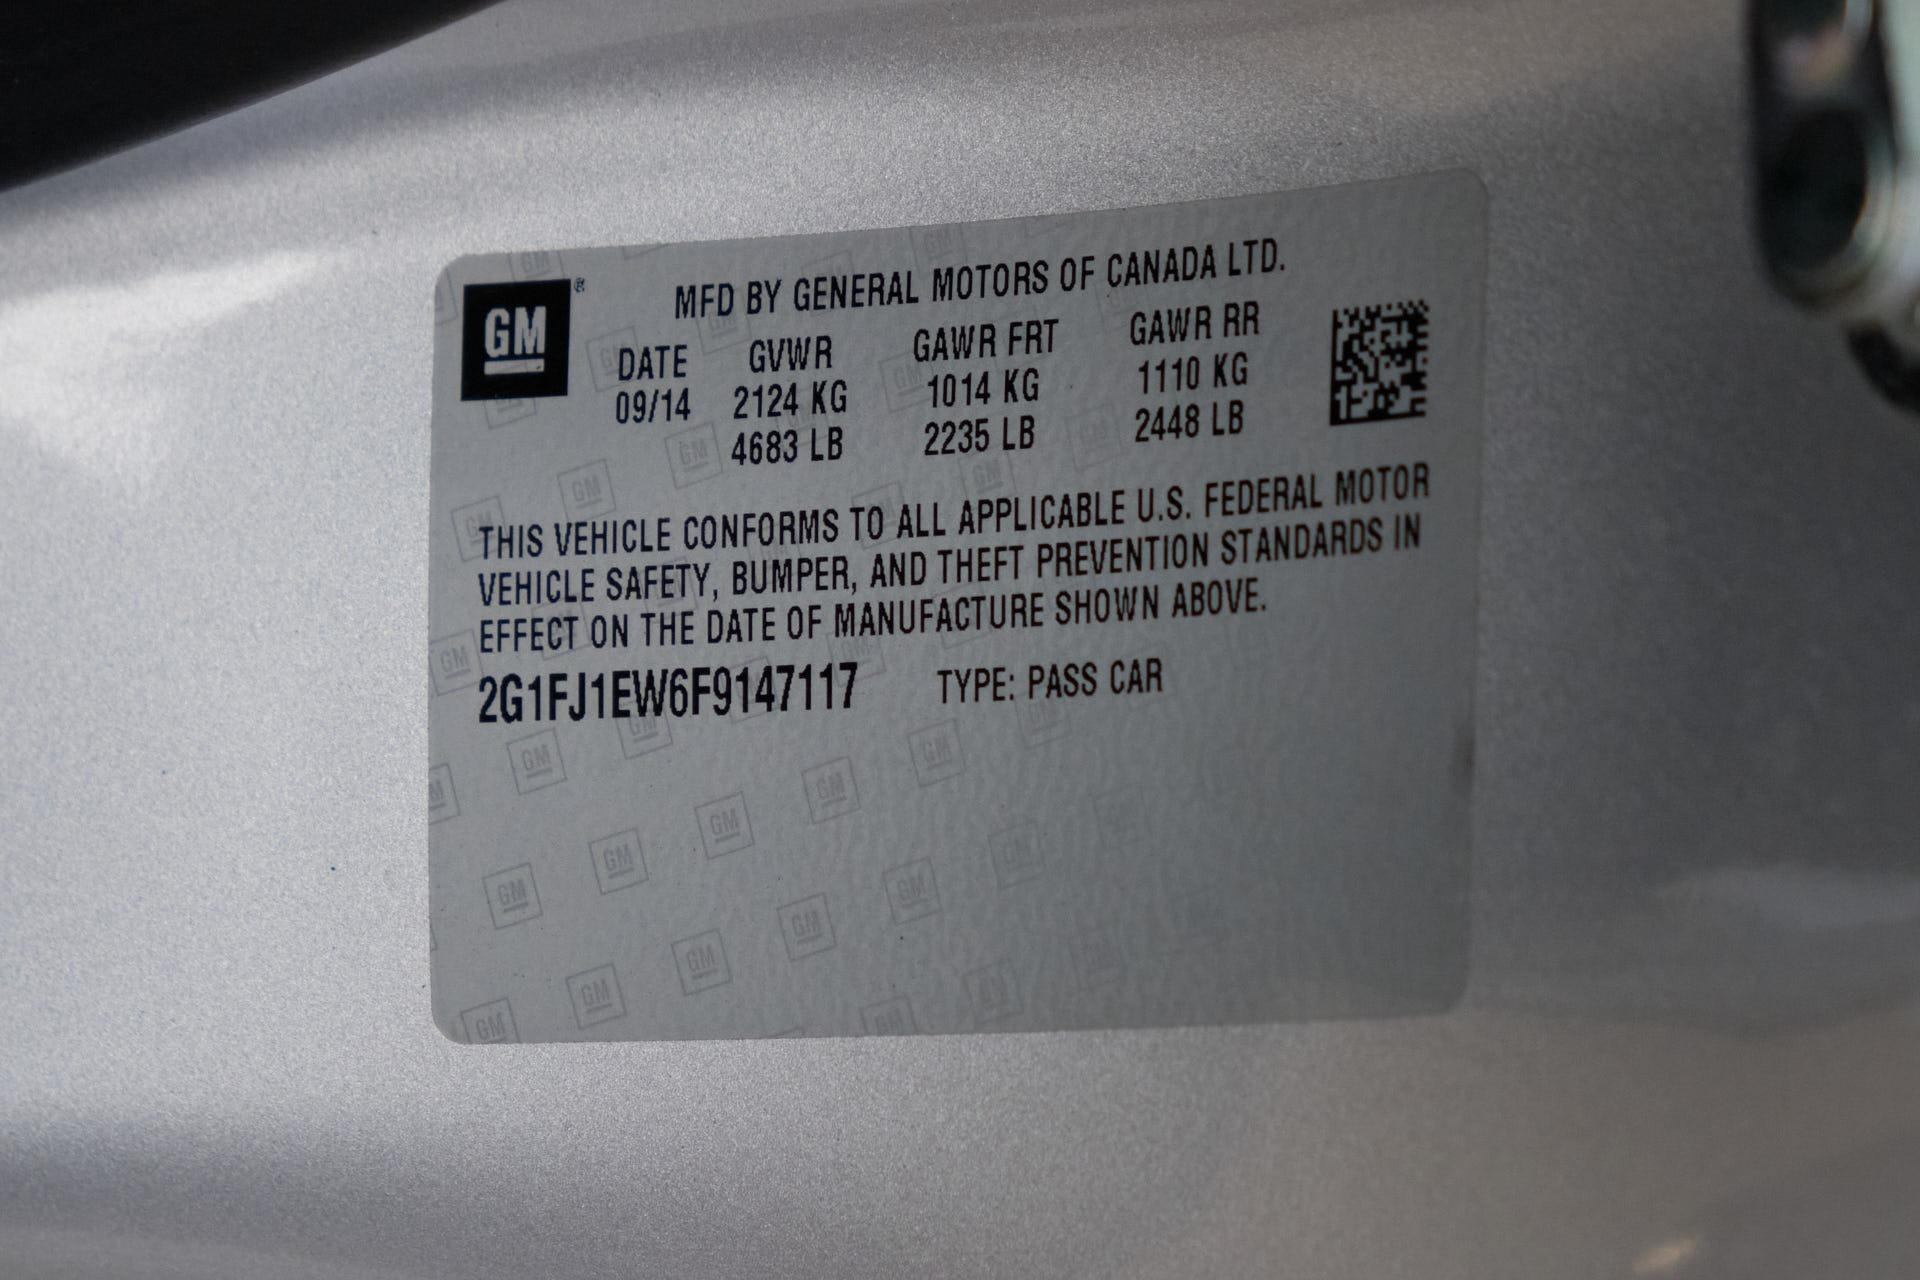 GM®
MFD BY GENERAL MOTORS OF CANADA LTD.
DATE GVWR GAWR FRT GAWR RR
09/14 2124 KG 1014 KG 1110 KG
4683 LB 2235 LB 2448 LB
THIS VEHICLE CONFORMS TO ALL APPLICABLE U.S. FEDERAL MOTOR
VEHICLE SAFETY, BUMPER, AND THEFT PREVENTION STANDARDS IN
EFFECT ON THE DATE OF MANUFACTURE SHOWN ABOVE.
2G1FJ1EW6F9147117 TYPE: PASS CAR